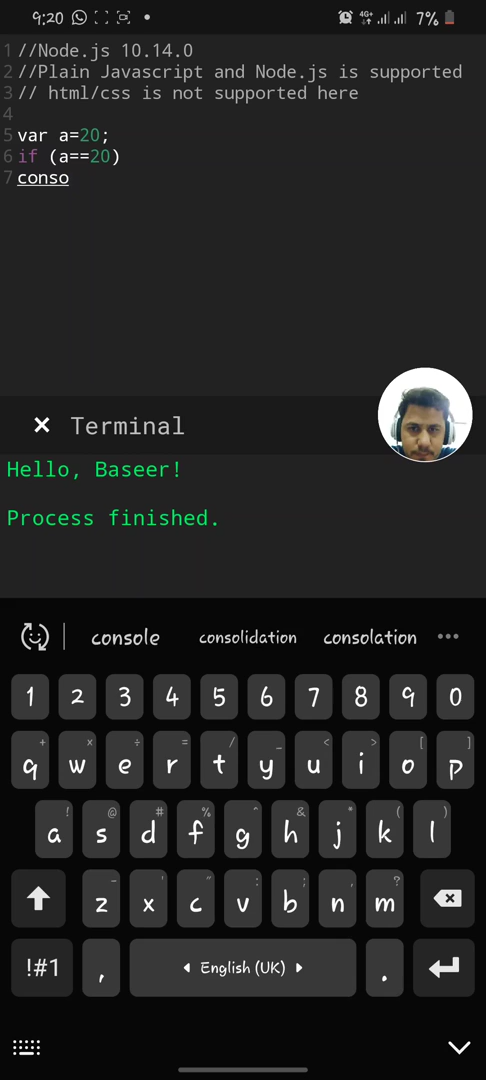 9:20 4G+ 7%
1 //Node.js 10.14.0
2 //Plain Javascript and Node.js is supported
3 // html/css is not supported here
4
5 var a=20;
6 if (a==20)
7 conso
× Terminal
Hello, Baseer!
Process finished.
console consolidation consolation •••
1 2 3 4 5 6 7 8 9 0
+ × ÷ = / _ < > [ ]
q w e r t y u i o p
! @ # % ^ & * ( )
a s d f g h j k l
- ' " : ; , ?
z x c v b n m
!#1 , English (UK) .